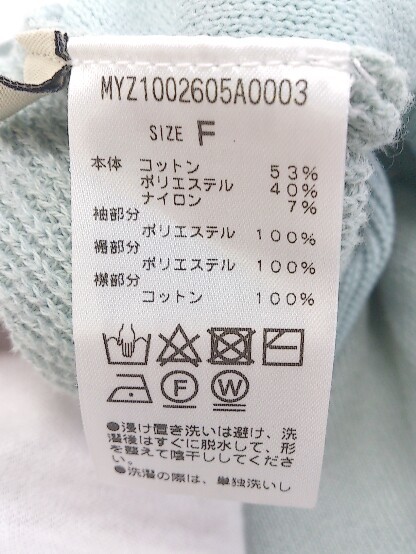 MYZ1002605A0003
SIZE F
本体 コットン 53%
ポリエステル 40%
ナイロン 7%
袖部分
ポリエステル 100%
裾部分
ポリエステル 100%
襟部分
コットン 100%
F W
●浸け置き洗いは避け、洗
濯後はすぐに脱水して、形
を整えて陰干ししてくださ
い。
●洗濯の際は、単独洗いし